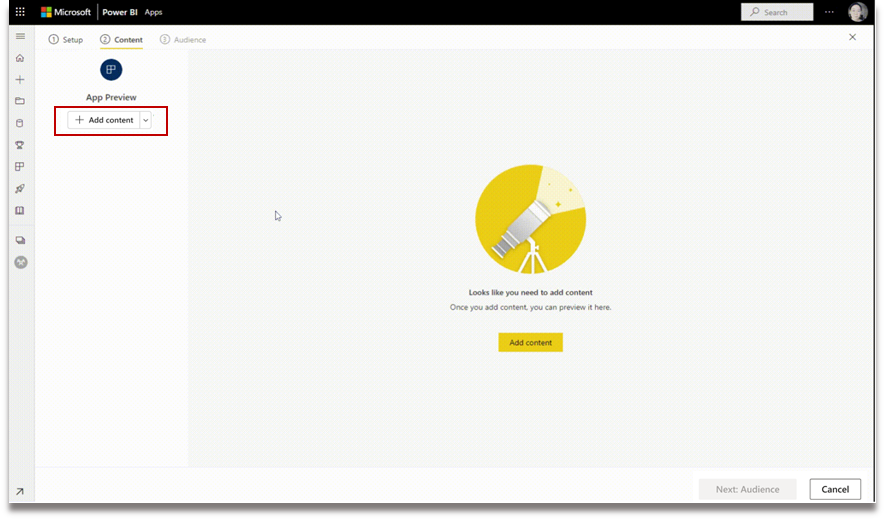 Microsoft Power BI Apps Search
1 Setup 2 Content 3 Audience
App Preview
Add content
Looks like you need to add content
Once you add content, you can preview it here.
Add content
Next: Audience Cancel